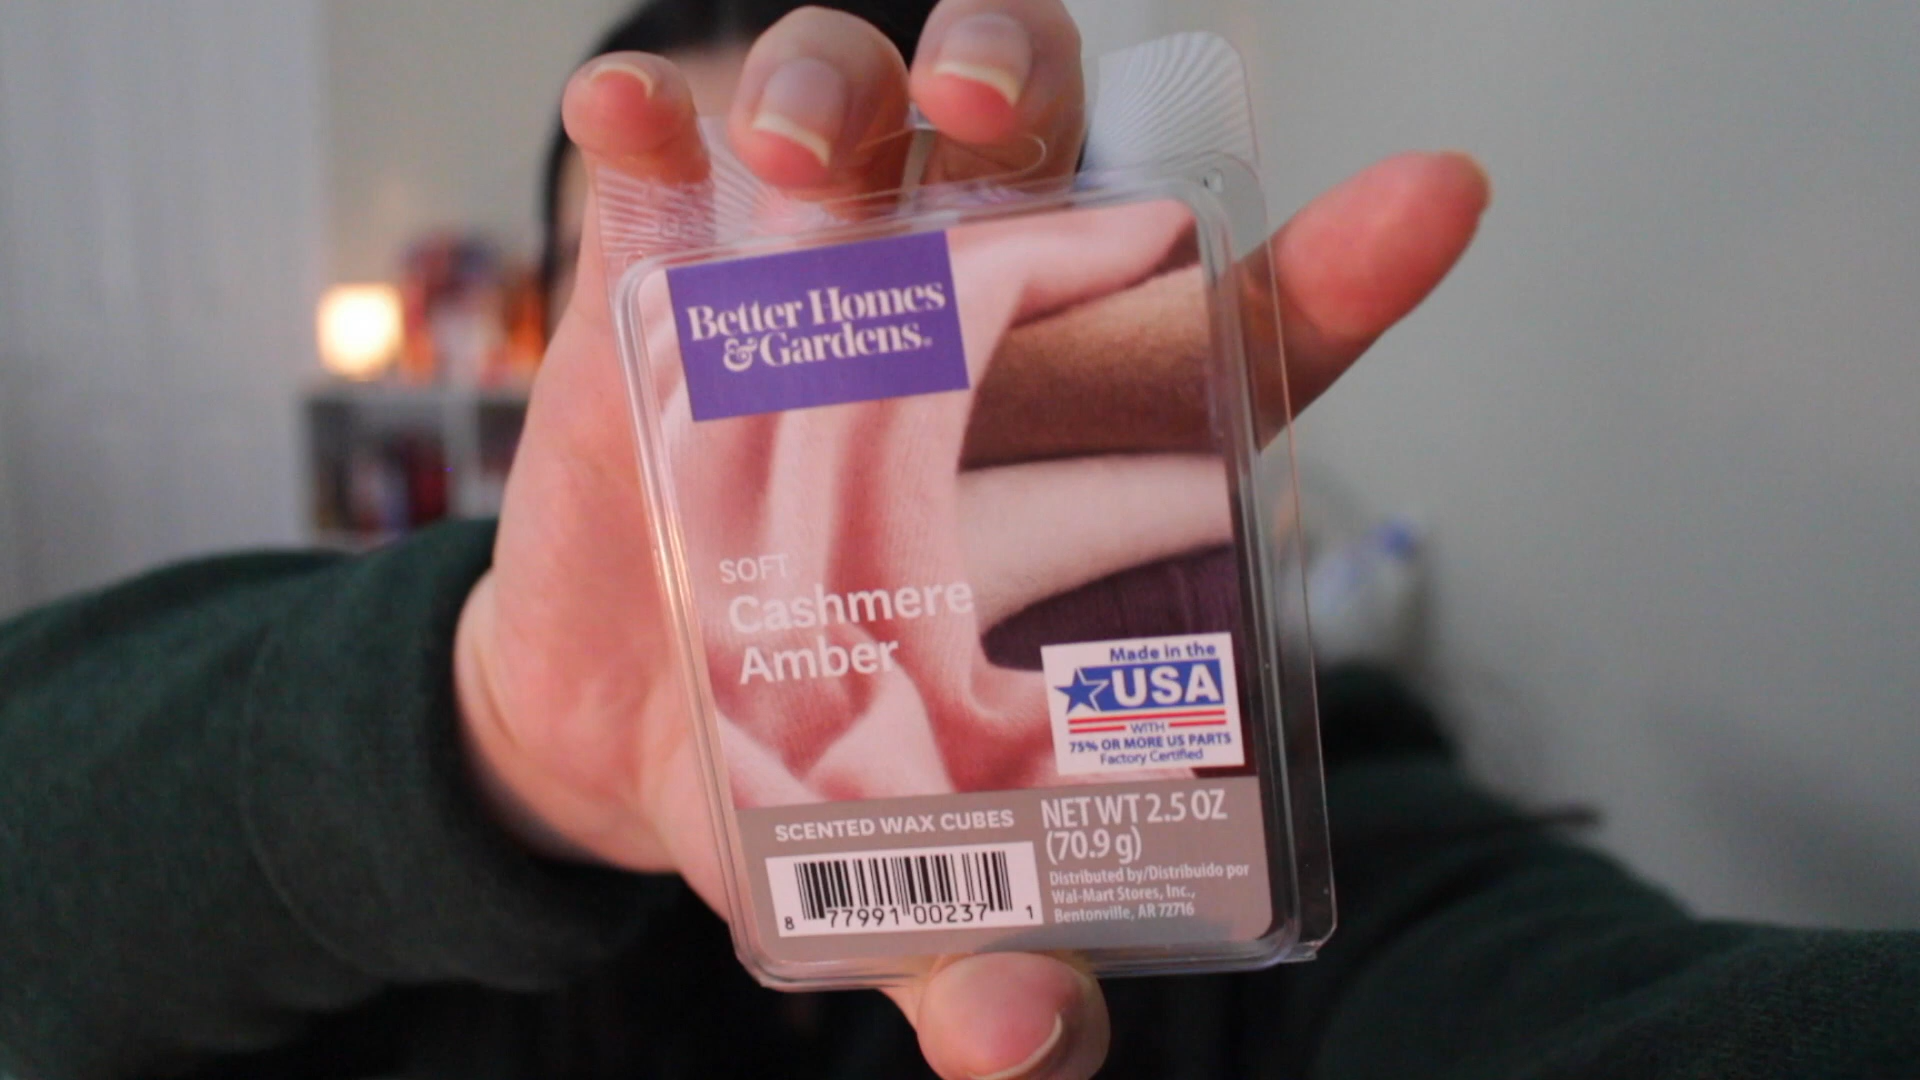 Better Homes
& Gardens.
SOFT
Cashmere
Amber
Made in the
USA
WITH
75% OR MORE US PARTS
Factory Certified
SCENTED WAX CUBES
NET WT 2.5 OZ
(70.9 g)
Distributed by/Distribuido por
Wal-Mart Stores, Inc.,
Bentonville, AR 72716
8 77991 00237 1